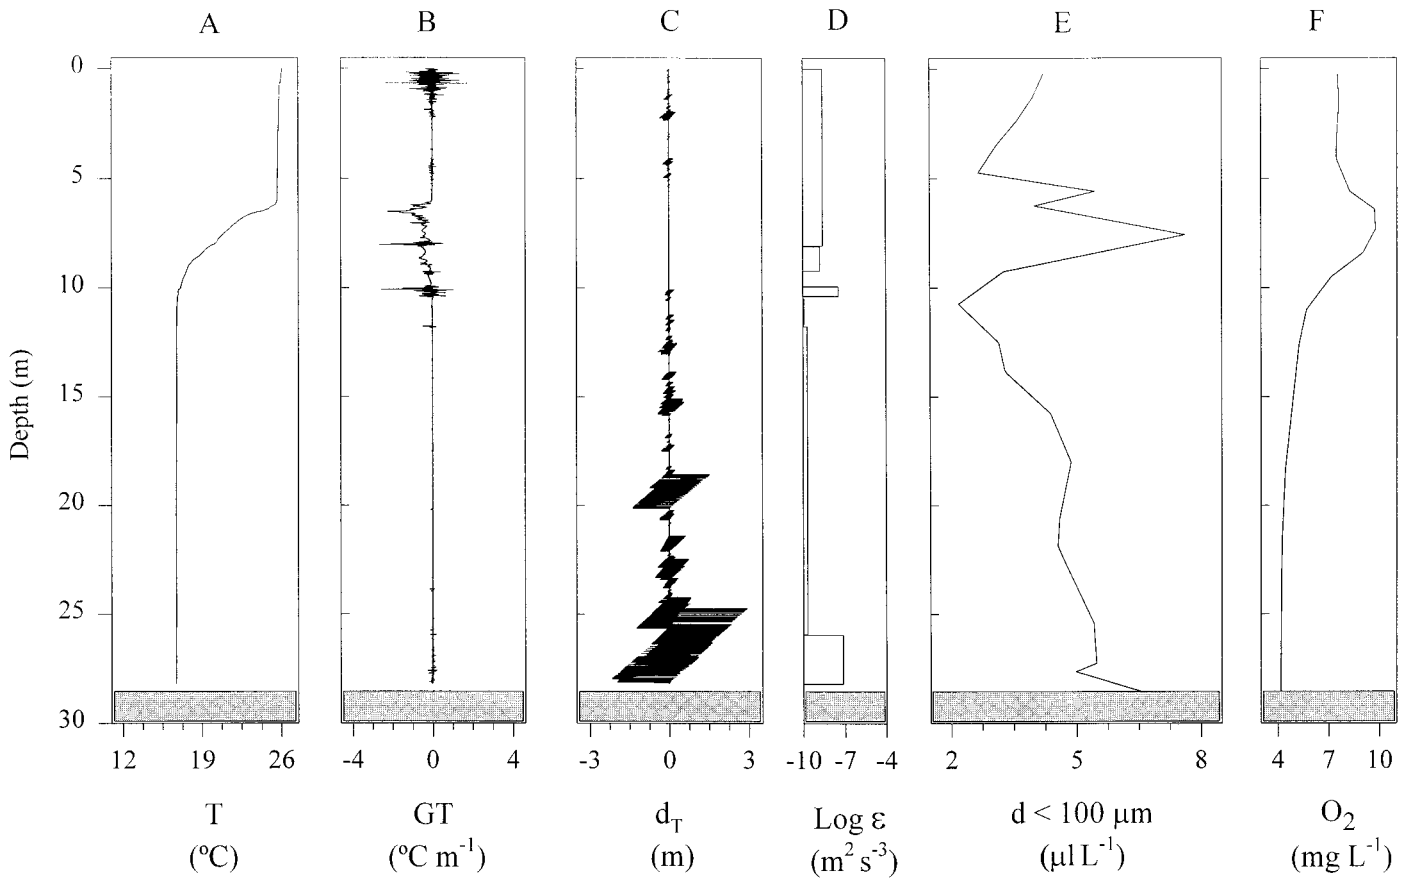 A B C D E F
0
5
10
15
20
25
30
Depth (m)
12 19 26 -4 0 4 -3 0 3 -10 -7 -4 2 5 8 4 7 10
T GT d_T Log ε d < 100 µm O₂
(ºC) (ºC m⁻¹) (m) (m² s⁻³) (µl L⁻¹) (mg L⁻¹)